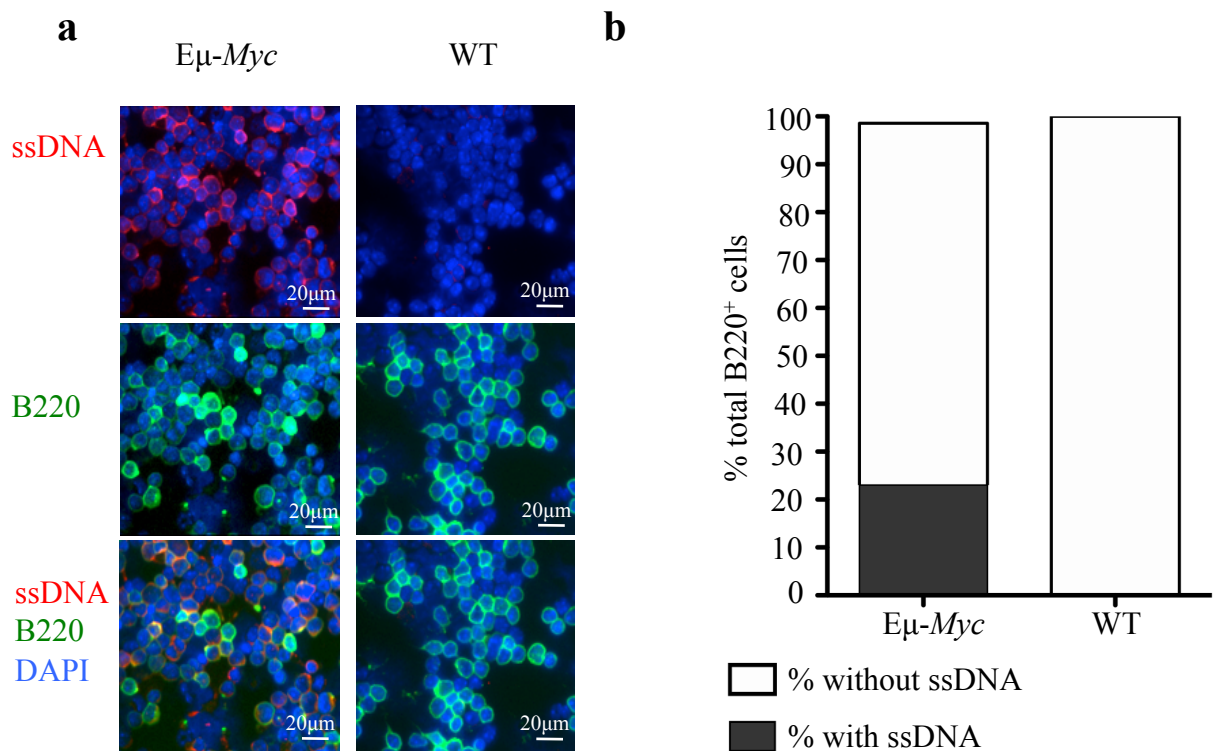 a
Eµ-Myc WT
ssDNA
20µm 20µm
B220
20µm 20µm
ssDNA
B220
DAPI
20µm 20µm
b
% total B220⁺ cells
100
90
80
70
60
50
40
30
20
10
0
Eµ-Myc WT
% without ssDNA
% with ssDNA